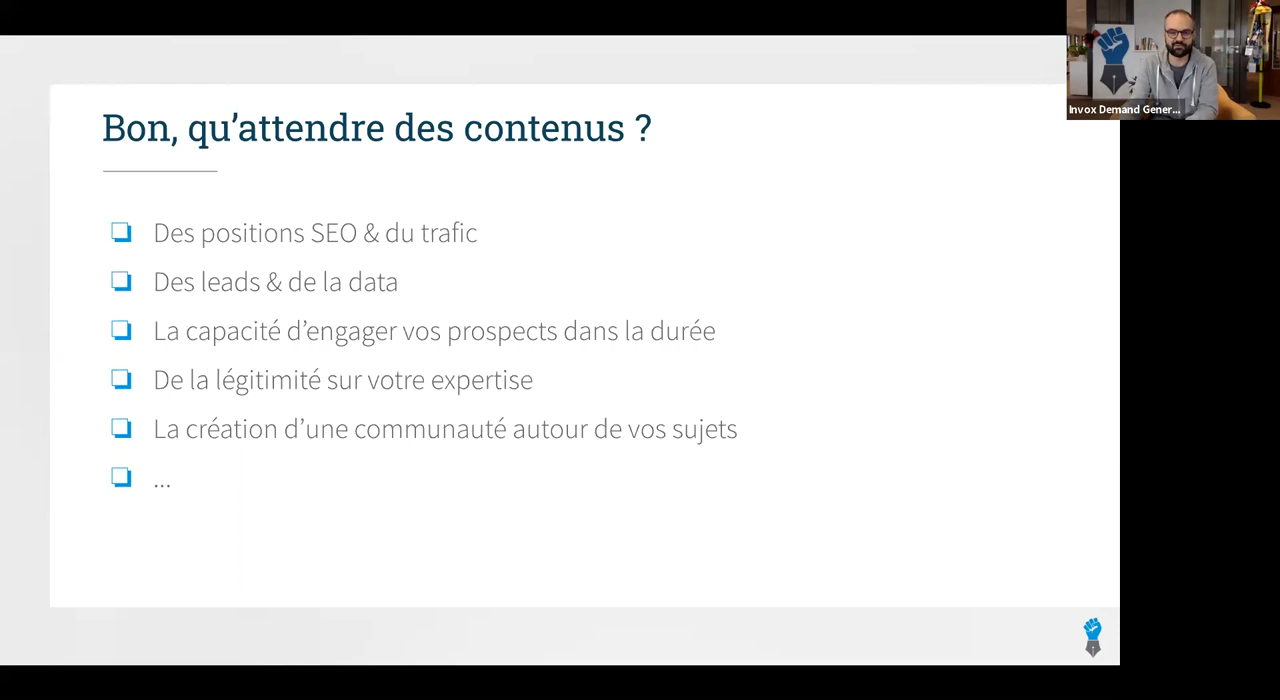 Bon, qu’attendre des contenus ?
Des positions SEO & du trafic
Des leads & de la data
La capacité d’engager vos prospects dans la durée
De la légitimité sur votre expertise
La création d’une communauté autour de vos sujets
...
Invox Demand Gener...